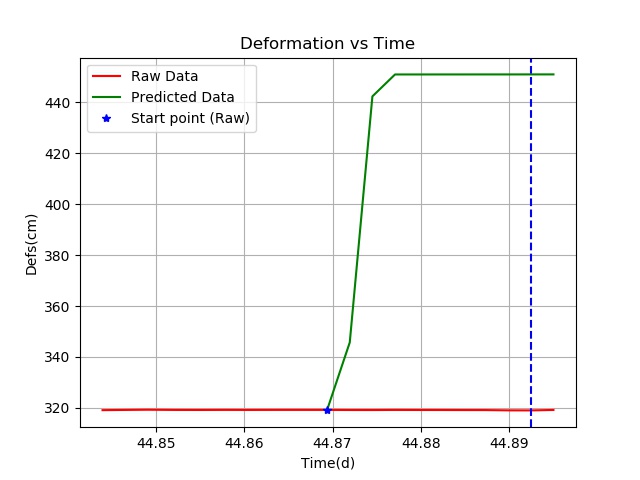 Deformation vs Time
Raw Data
Predicted Data
Start point (Raw)
Defs(cm)
440
420
400
380
360
340
320
44.85 44.86 44.87 44.88 44.89
Time(d)